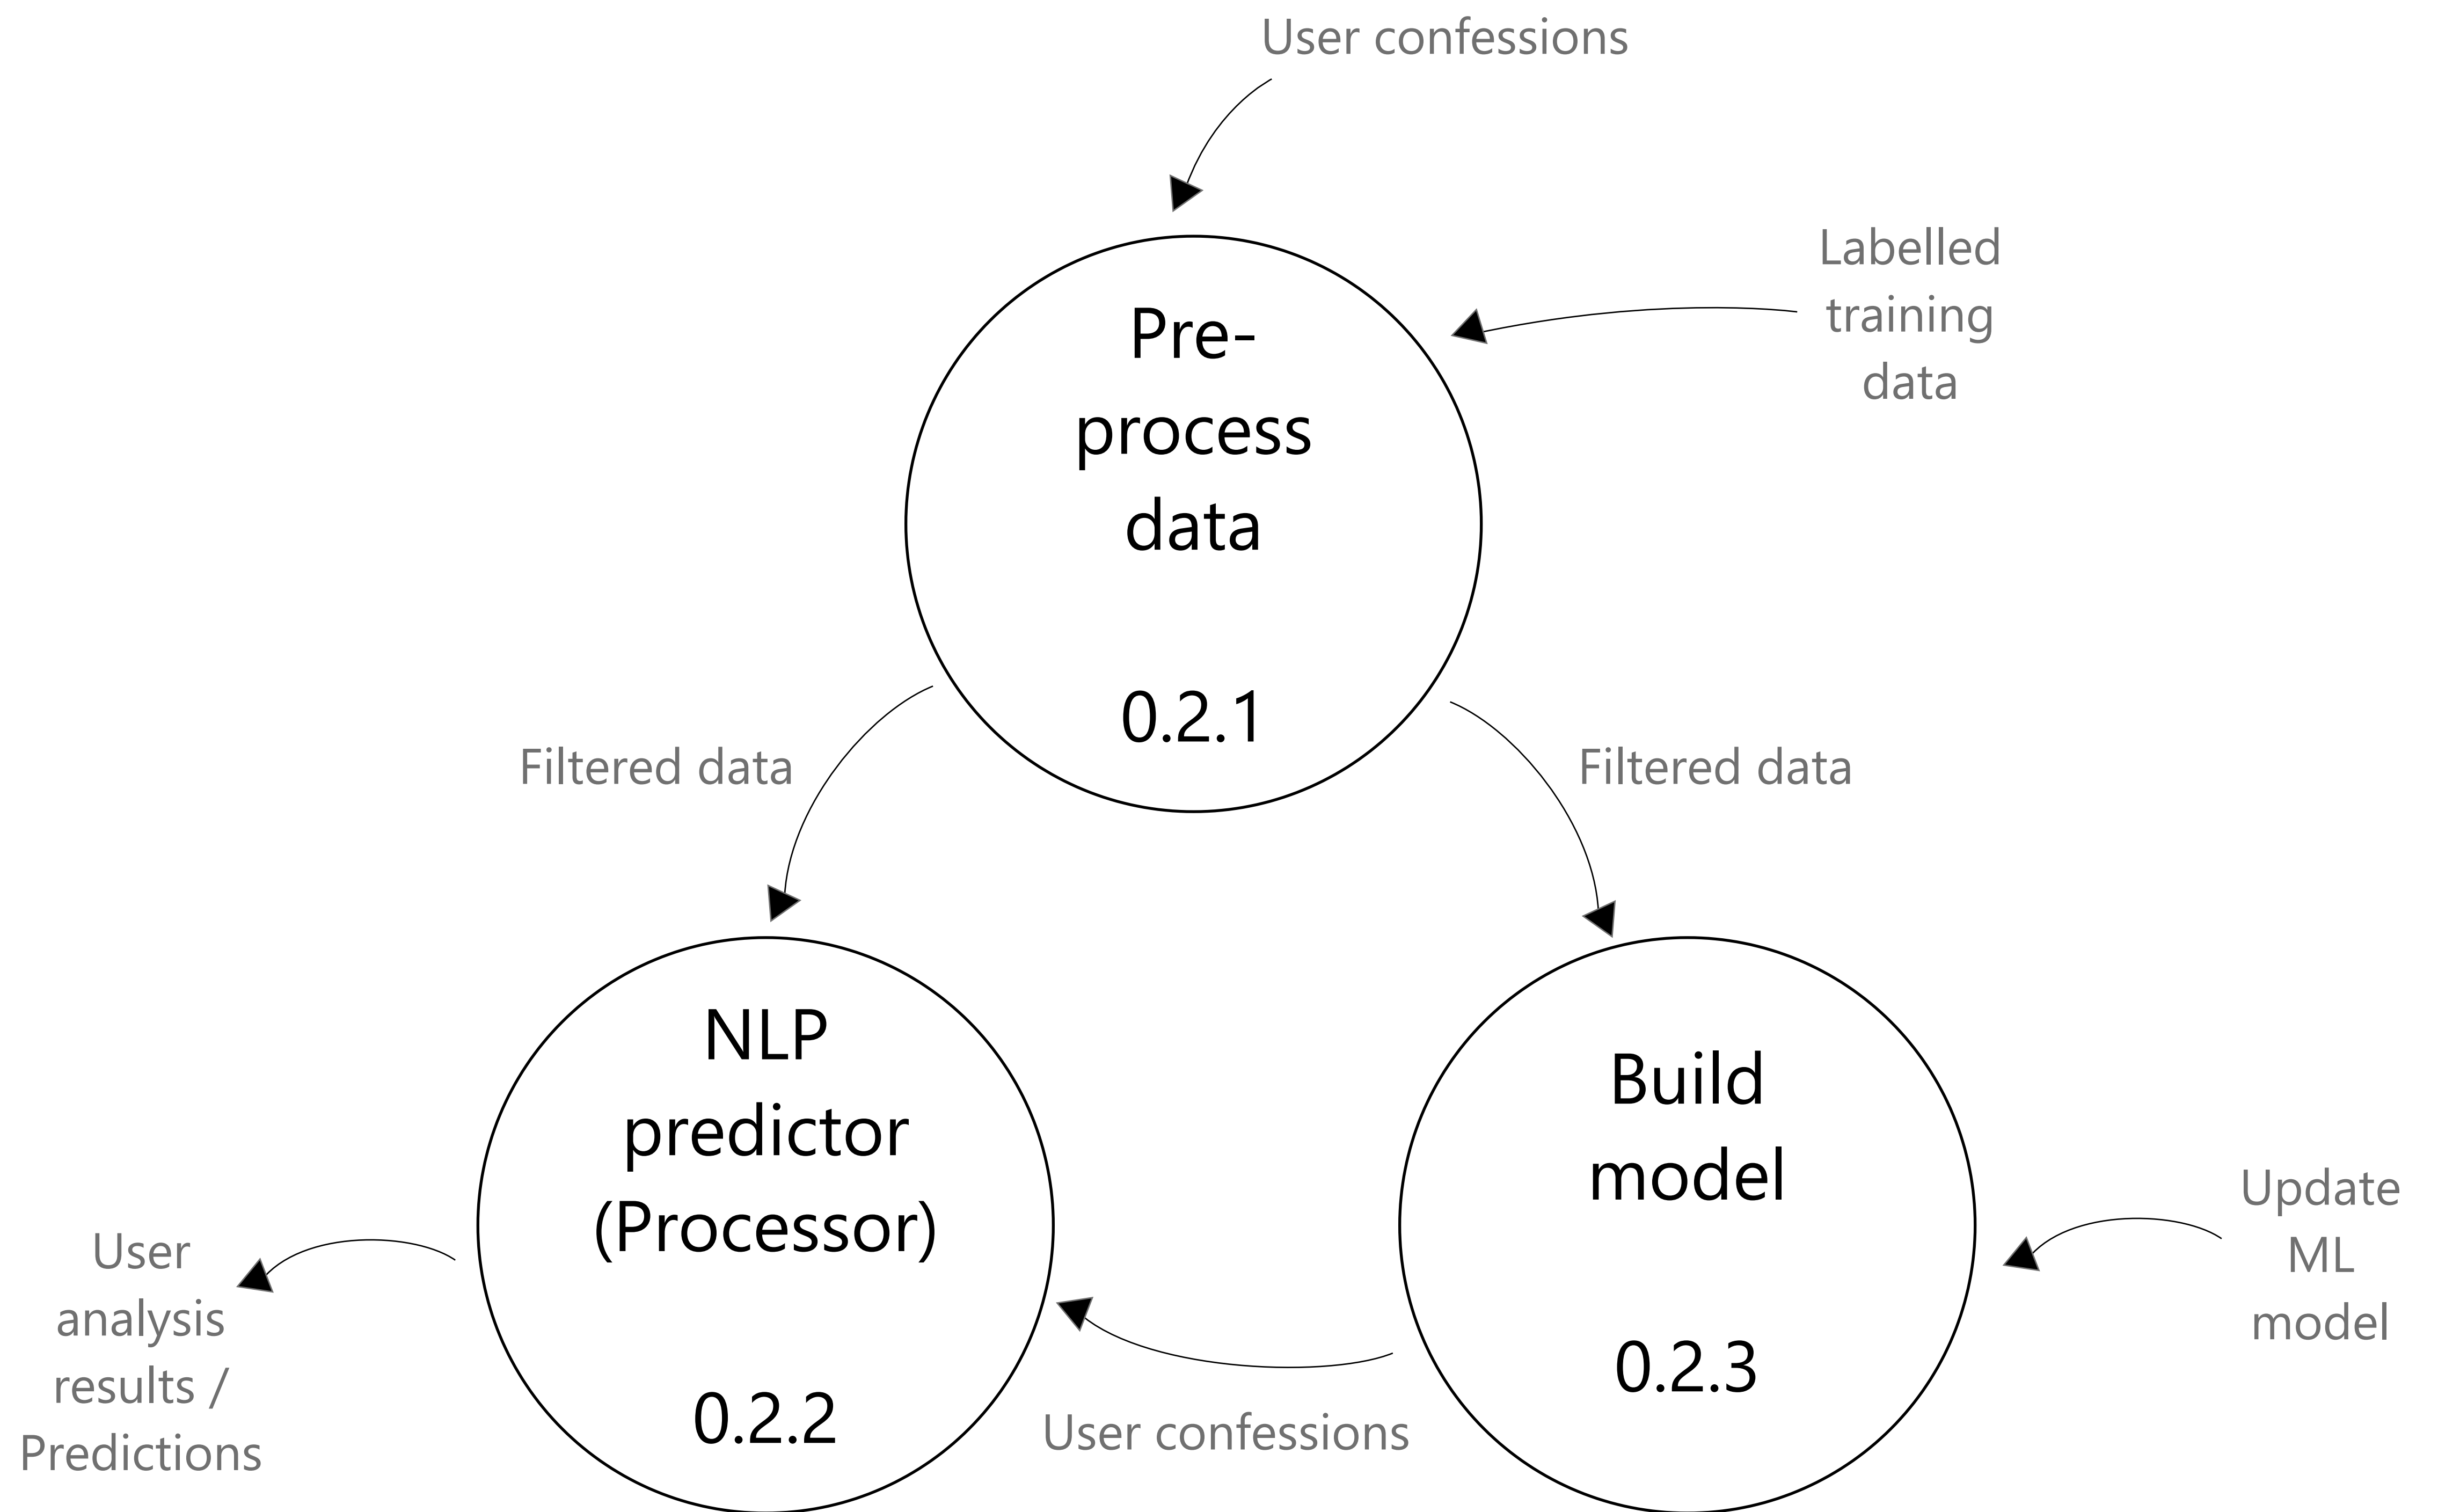 User confessions
Labelled
training
data
Pre-
process
data
0.2.1
Filtered data
Filtered data
NLP
predictor
(Processor)
0.2.2
Build
model
0.2.3
Update
ML
model
User
analysis
results /
Predictions
User confessions